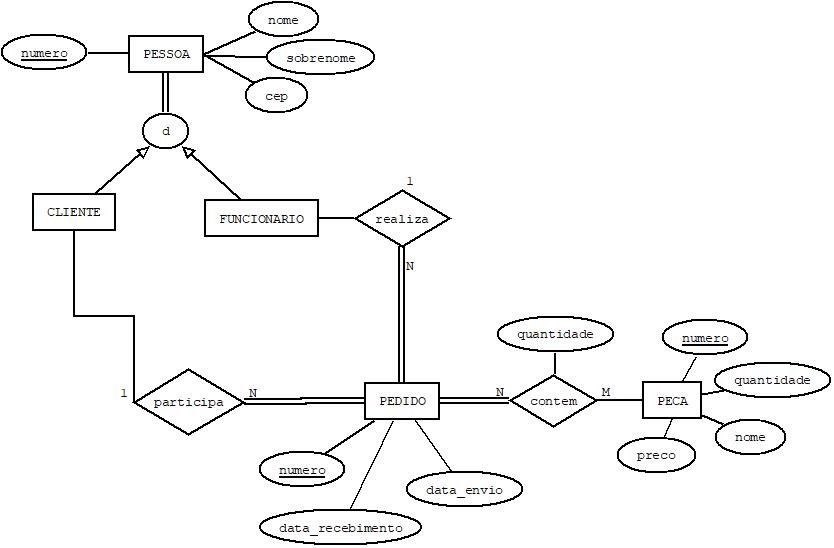 nome
numero
PESSOA
sobrenome
cep
d
CLIENTE
FUNCIONARIO
1
realiza
N
quantidade
numero
quantidade
1
participa
N
PEDIDO
N
contem
M
PECA
nome
preco
numero
data_envio
data_recebimento